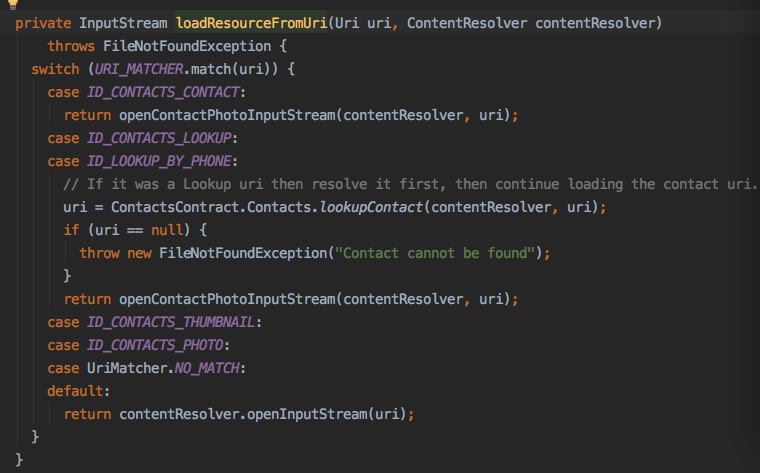 private InputStream loadResourceFromUri(Uri uri, ContentResolver contentResolver)
    throws FileNotFoundException {
  switch (URI_MATCHER.match(uri)) {
    case ID_CONTACTS_CONTACT:
      return openContactPhotoInputStream(contentResolver, uri);
    case ID_CONTACTS_LOOKUP:
    case ID_LOOKUP_BY_PHONE:
      // If it was a Lookup uri then resolve it first, then continue loading the contact uri.
      uri = ContactsContract.Contacts.lookupContact(contentResolver, uri);
      if (uri == null) {
        throw new FileNotFoundException("Contact cannot be found");
      }
      return openContactPhotoInputStream(contentResolver, uri);
    case ID_CONTACTS_THUMBNAIL:
    case ID_CONTACTS_PHOTO:
    case UriMatcher.NO_MATCH:
    default:
      return contentResolver.openInputStream(uri);
  }
}